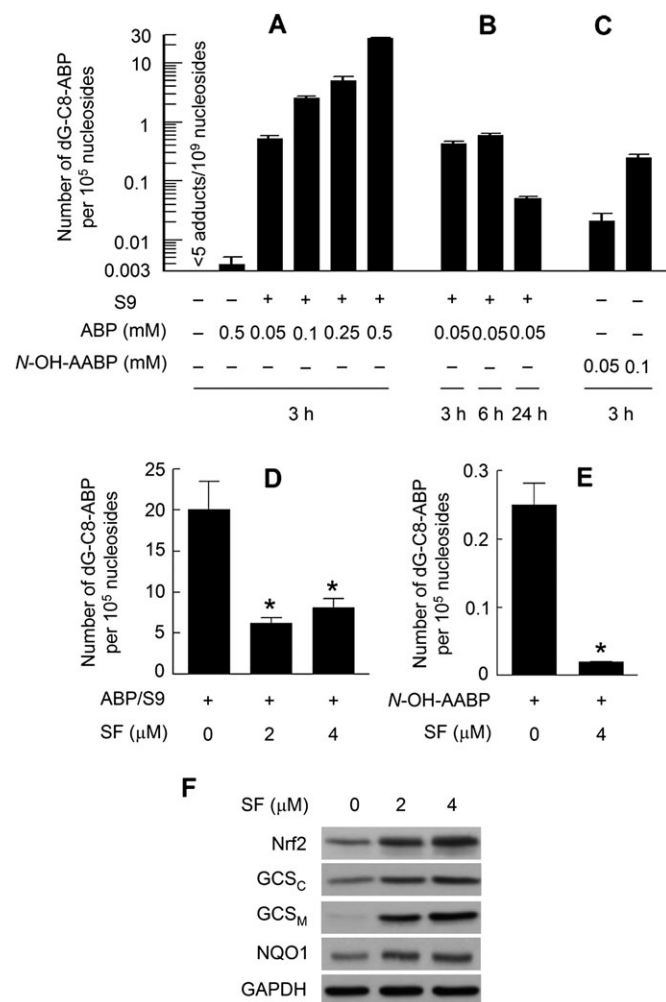 A
B
C
Number of dG-C8-ABP
per 10⁵ nucleosides
30
10
1
0.1
0.01
0.003
<5 adducts/10⁹ nucleosides
S9 – – + + + + + + + – –
ABP (mM) – 0.5 0.05 0.1 0.25 0.5 0.05 0.05 0.05 – –
N-OH-AABP (mM) – – – – – – – – – 0.05 0.1
3 h 3 h 6 h 24 h 3 h
D
Number of dG-C8-ABP
per 10⁵ nucleosides
25
20
15
10
5
0
* *
ABP/S9 + + +
SF (μM) 0 2 4
E
Number of dG-C8-ABP
per 10⁵ nucleosides
0.3
0.2
0.1
0
*
N-OH-AABP + +
SF (μM) 0 4
F
SF (μM) 0 2 4
Nrf2
GCS_C
GCS_M
NQO1
GAPDH